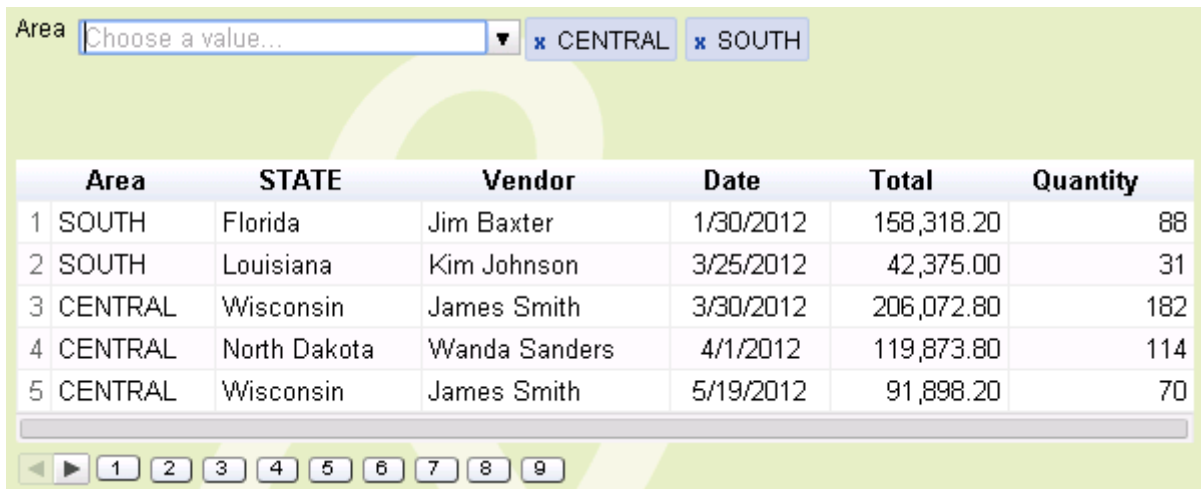 Area Choose a value... ▼ x CENTRAL x SOUTH
Area STATE Vendor Date Total Quantity
1 SOUTH Florida Jim Baxter 1/30/2012 158,318.20 88
2 SOUTH Louisiana Kim Johnson 3/25/2012 42,375.00 31
3 CENTRAL Wisconsin James Smith 3/30/2012 206,072.80 182
4 CENTRAL North Dakota Wanda Sanders 4/1/2012 119,873.80 114
5 CENTRAL Wisconsin James Smith 5/19/2012 91,898.20 70
1 2 3 4 5 6 7 8 9